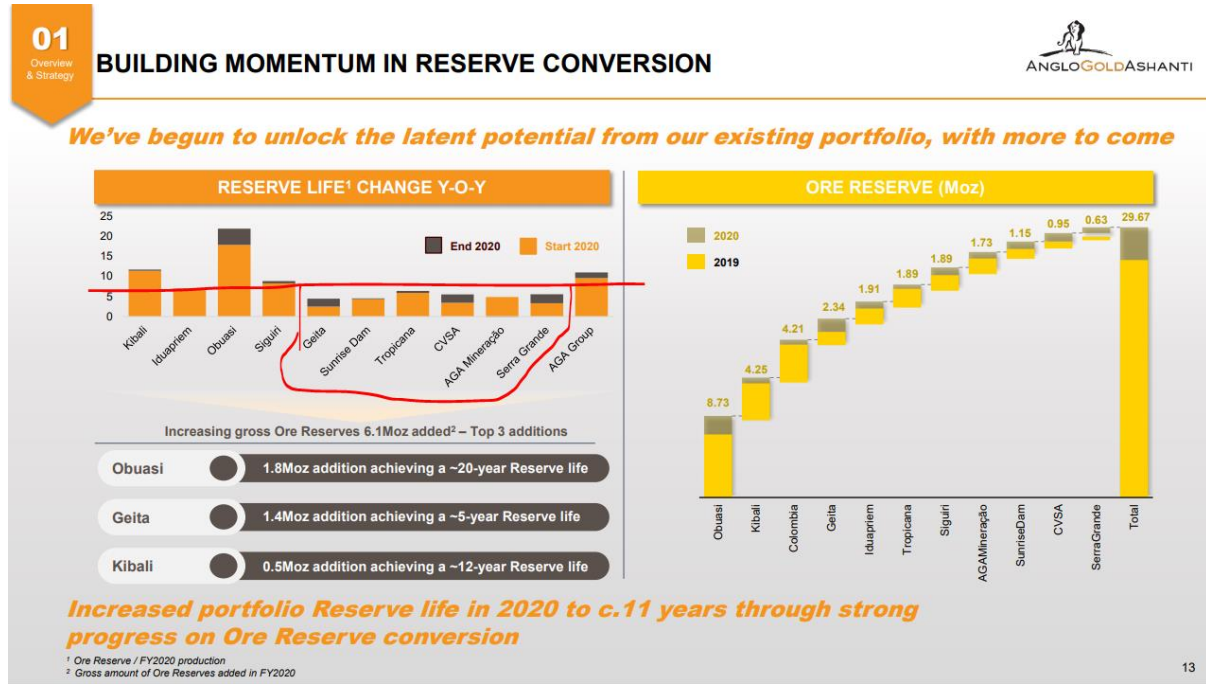 01
Overview
& Strategy
BUILDING MOMENTUM IN RESERVE CONVERSION
ANGLOGOLDASHANTI
We’ve begun to unlock the latent potential from our existing portfolio, with more to come
RESERVE LIFE¹ CHANGE Y-O-Y
25
20
15
10
5
0
End 2020
Start 2020
Kibali
Iduapriem
Obuasi
Siguiri
Geita
Sunrise Dam
Tropicana
CVSA
AGA Mineração
Serra Grande
AGA Group
Increasing gross Ore Reserves 6.1Moz added² – Top 3 additions
Obuasi 1.8Moz addition achieving a ~20-year Reserve life
Geita 1.4Moz addition achieving a ~5-year Reserve life
Kibali 0.5Moz addition achieving a ~12-year Reserve life
ORE RESERVE (Moz)
2020
2019
8.73
4.25
4.21
2.34
1.91
1.89
1.89
1.73
1.15
0.95
0.63
29.67
Obuasi
Kibali
Colombia
Geita
Iduapriem
Tropicana
Siguiri
AGAMineração
SunriseDam
CVSA
SerraGrande
Total
Increased portfolio Reserve life in 2020 to c.11 years through strong
progress on Ore Reserve conversion
¹ Ore Reserve / FY2020 production
² Gross amount of Ore Reserves added in FY2020
13